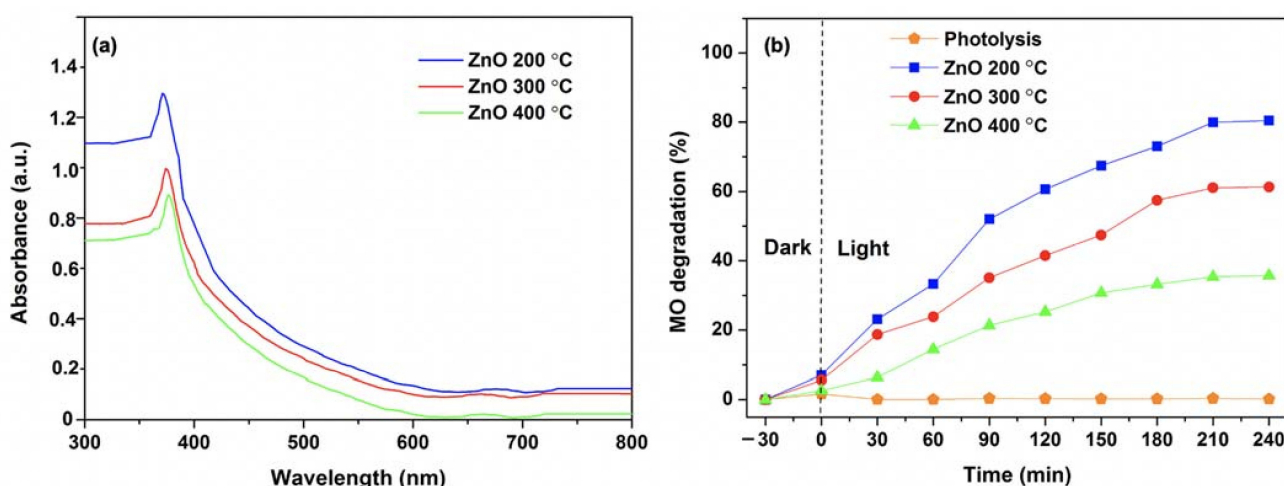 (a)
ZnO 200 °C
ZnO 300 °C
ZnO 400 °C
Absorbance (a.u.)
1.4
1.2
1.0
0.8
0.6
0.4
0.2
0
300 400 500 600 700 800
Wavelength (nm)
(b)
Photolysis
ZnO 200 °C
ZnO 300 °C
ZnO 400 °C
Dark Light
MO degradation (%)
100
80
60
40
20
0
−30 0 30 60 90 120 150 180 210 240
Time (min)